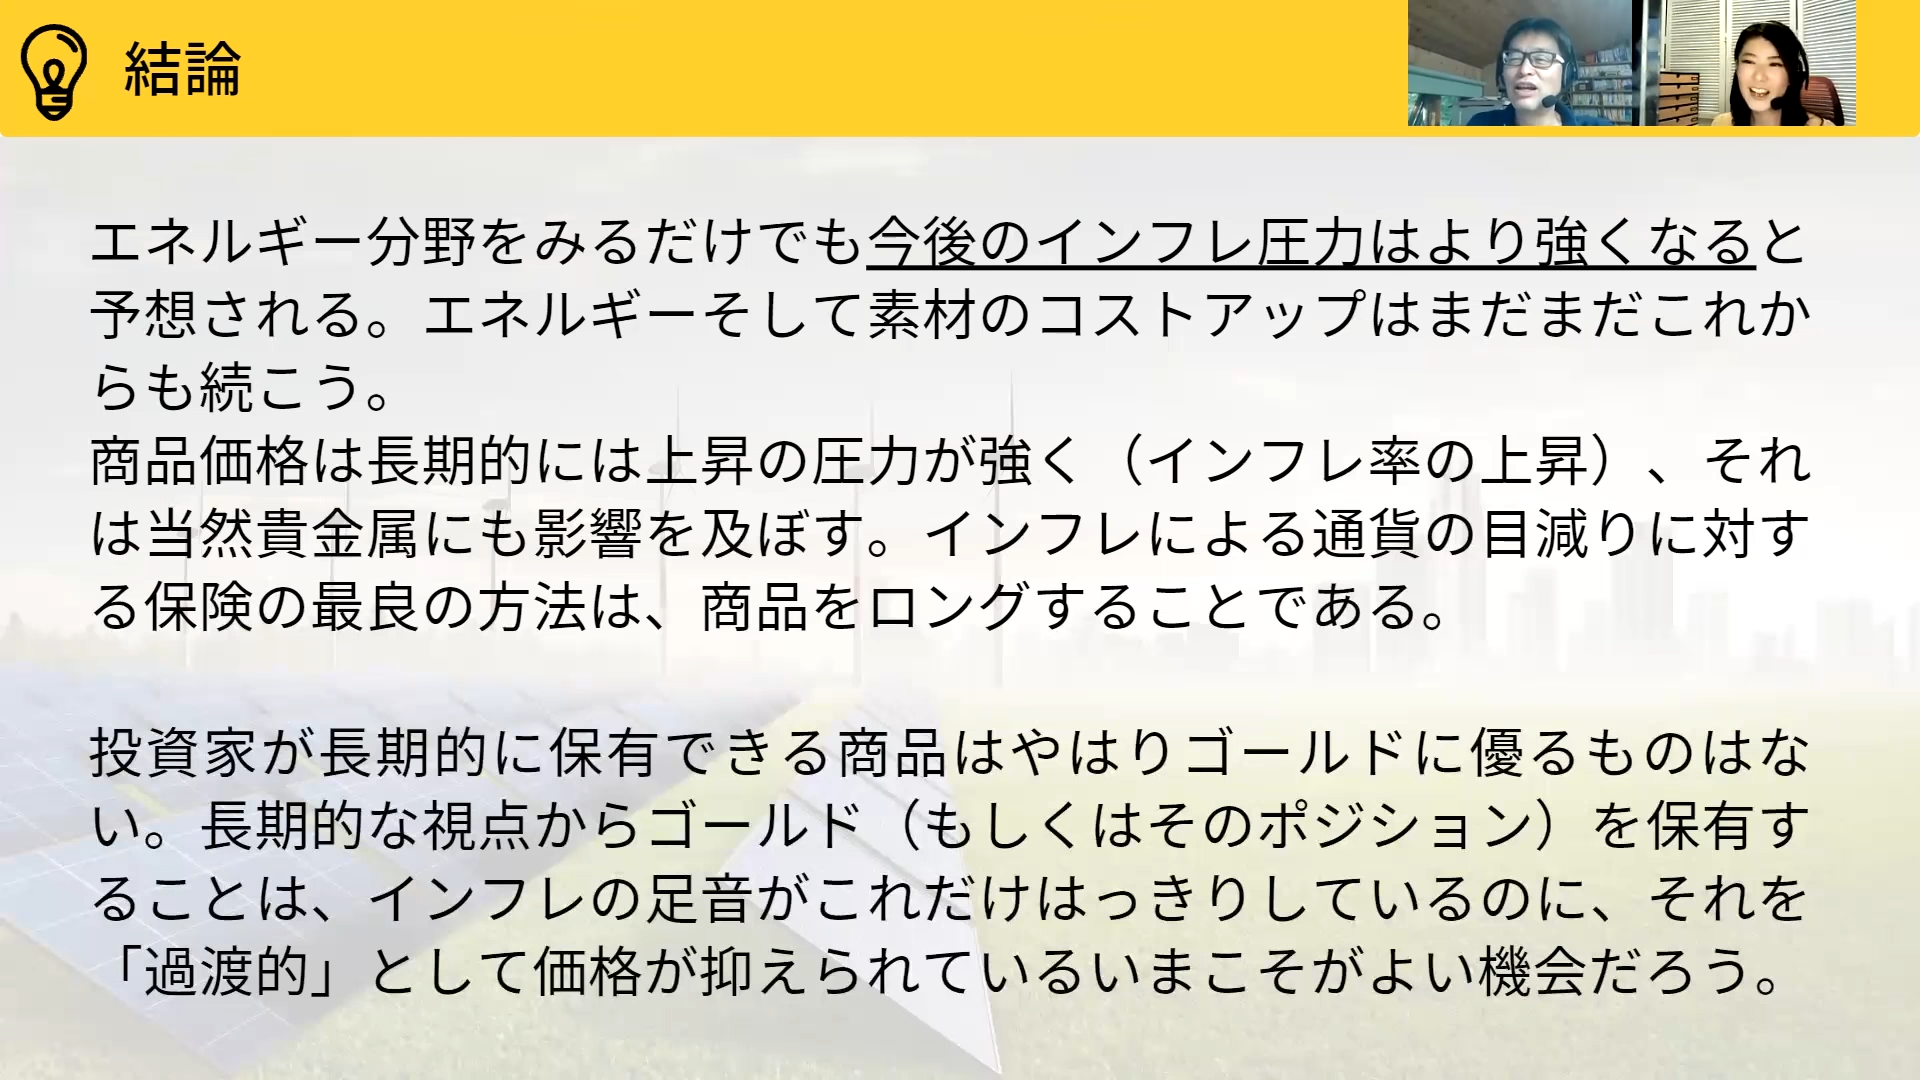 結論
エネルギー分野をみるだけでも今後のインフレ圧力はより強くなると
予想される。エネルギーそして素材のコストアップはまだまだこれか
らも続こう。
商品価格は長期的には上昇の圧力が強く（インフレ率の上昇）、それ
は当然貴金属にも影響を及ぼす。インフレによる通貨の目減りに対す
る保険の最良の方法は、商品をロングすることである。
投資家が長期的に保有できる商品はやはりゴールドに優るものはな
い。長期的な視点からゴールド（もしくはそのポジション）を保有す
ることは、インフレの足音がこれだけはっきりしているのに、それを
「過渡的」として価格が抑えられているいまこそがよい機会だろう。